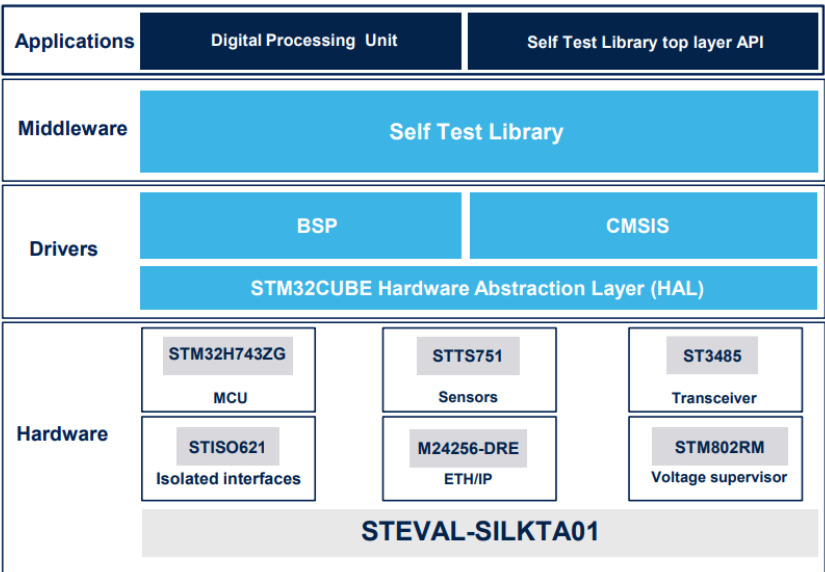 Applications
Digital Processing Unit
Self Test Library top layer API
Middleware
Self Test Library
Drivers
BSP
CMSIS
STM32CUBE Hardware Abstraction Layer (HAL)
Hardware
STM32H743ZG
MCU
STTS751
Sensors
ST3485
Transceiver
STISO621
Isolated interfaces
M24256-DRE
ETH/IP
STM802RM
Voltage supervisor
STEVAL-SILKTA01